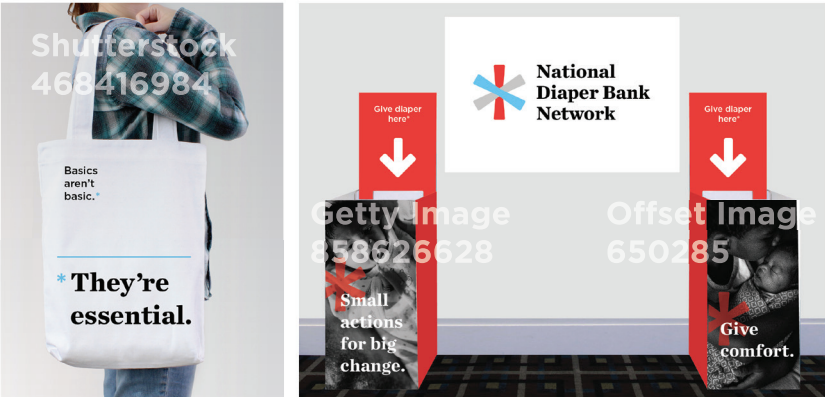 Shutterstock
468416984
Basics
aren't
basic.*
* They're
essential.
National
Diaper Bank
Network
Give diaper
here*
Give diaper
here*
Getty Image
858626628
Offset Image
650285
Small
actions
for big
change.
Give
comfort.